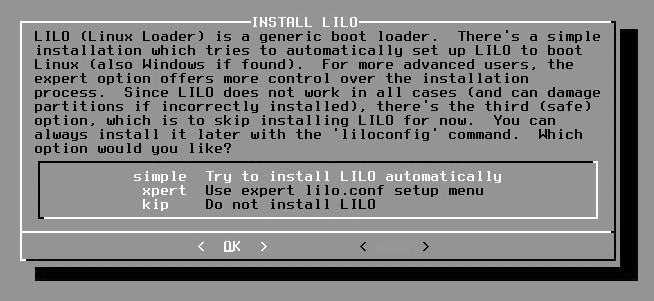 INSTALL LILO
LILO (Linux Loader) is a generic boot loader.  There's a simple
installation which tries to automatically set up LILO to boot
Linux (also Windows if found).  For more advanced users, the
expert option offers more control over the installation
process.  Since LILO does not work in all cases (and can damage
partitions if incorrectly installed), there's the third (safe)
option, which is to skip installing LILO for now.  You can
always install it later with the 'liloconfig' command.  Which
option would you like?
simple  Try to install LILO automatically
xpert  Use expert lilo.conf setup menu
kip  Do not install LILO
<  OK  >  <  >